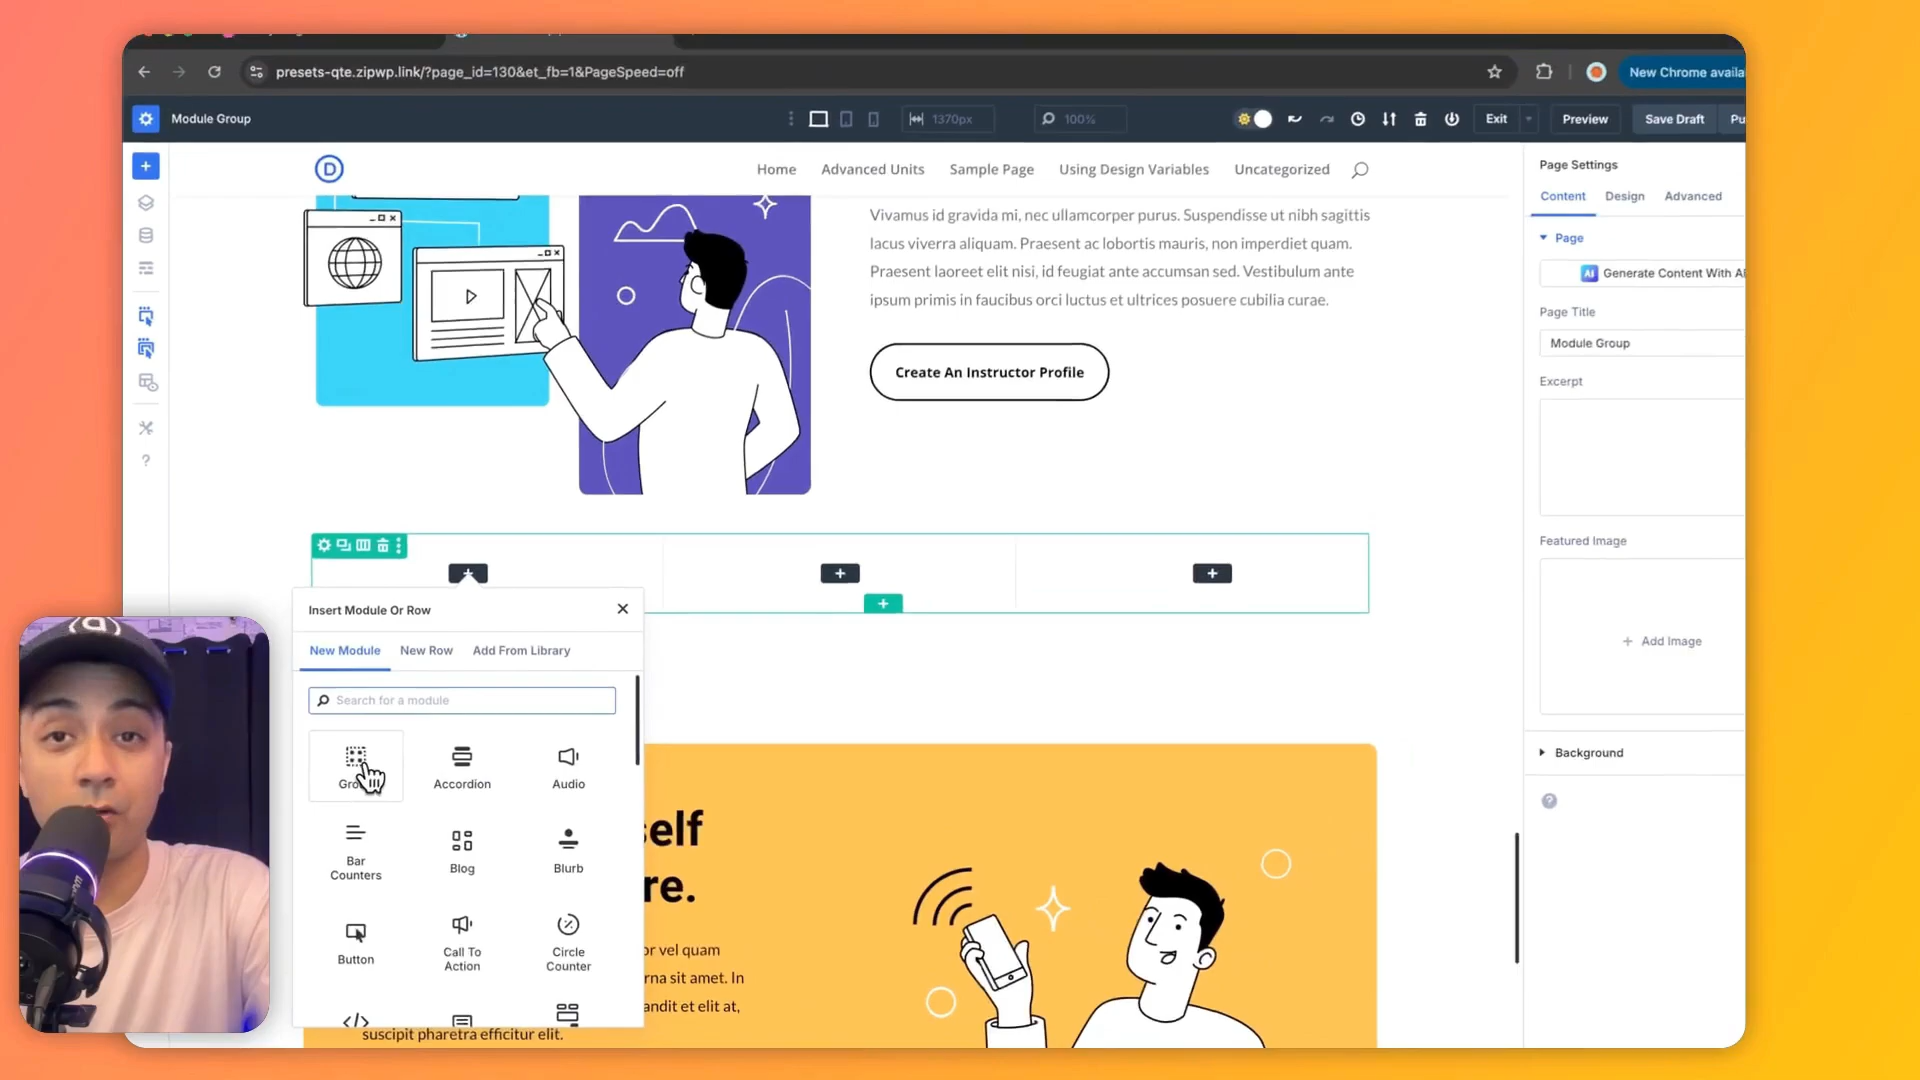 presets-qte.zipwp.link/?page_id=130&et_fb=1&PageSpeed=off
New Chrome availa
Module Group
1370px
100%
Exit
Preview
Save Draft
Pu
D
Home
Advanced Units
Sample Page
Using Design Variables
Uncategorized
Page Settings
Content
Design
Advanced
Page
AI Generate Content With AI
Page Title
Module Group
Excerpt
Featured Image
+ Add Image
Background
Vivamus id gravida mi, nec ullamcorper purus. Suspendisse ut nibh sagittis
lacus viverra aliquam. Praesent ac lobortis mauris, non imperdiet quam.
Praesent laoreet elit nisi, id feugiat ante accumsan sed. Vestibulum ante
ipsum primis in faucibus orci luctus et ultrices posuere cubilia curae.
Create An Instructor Profile
Insert Module Or Row
New Module
New Row
Add From Library
Search for a module
Accordion
Audio
Bar
Counters
Blog
Blurb
Button
Call To
Action
Circle
Counter
self
re.
or vel quam
rna sit amet. In
andit et elit at,
suscipit pharetra efficitur elit.